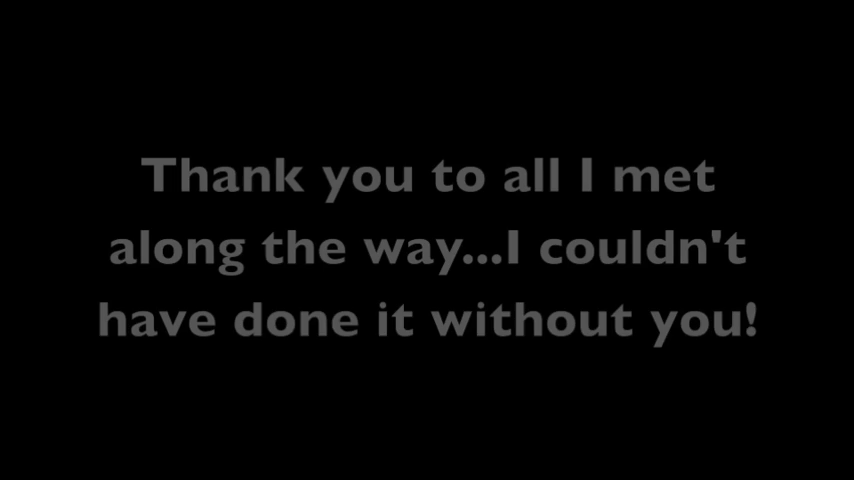 Thank you to all I met
along the way...I couldn't
have done it without you!